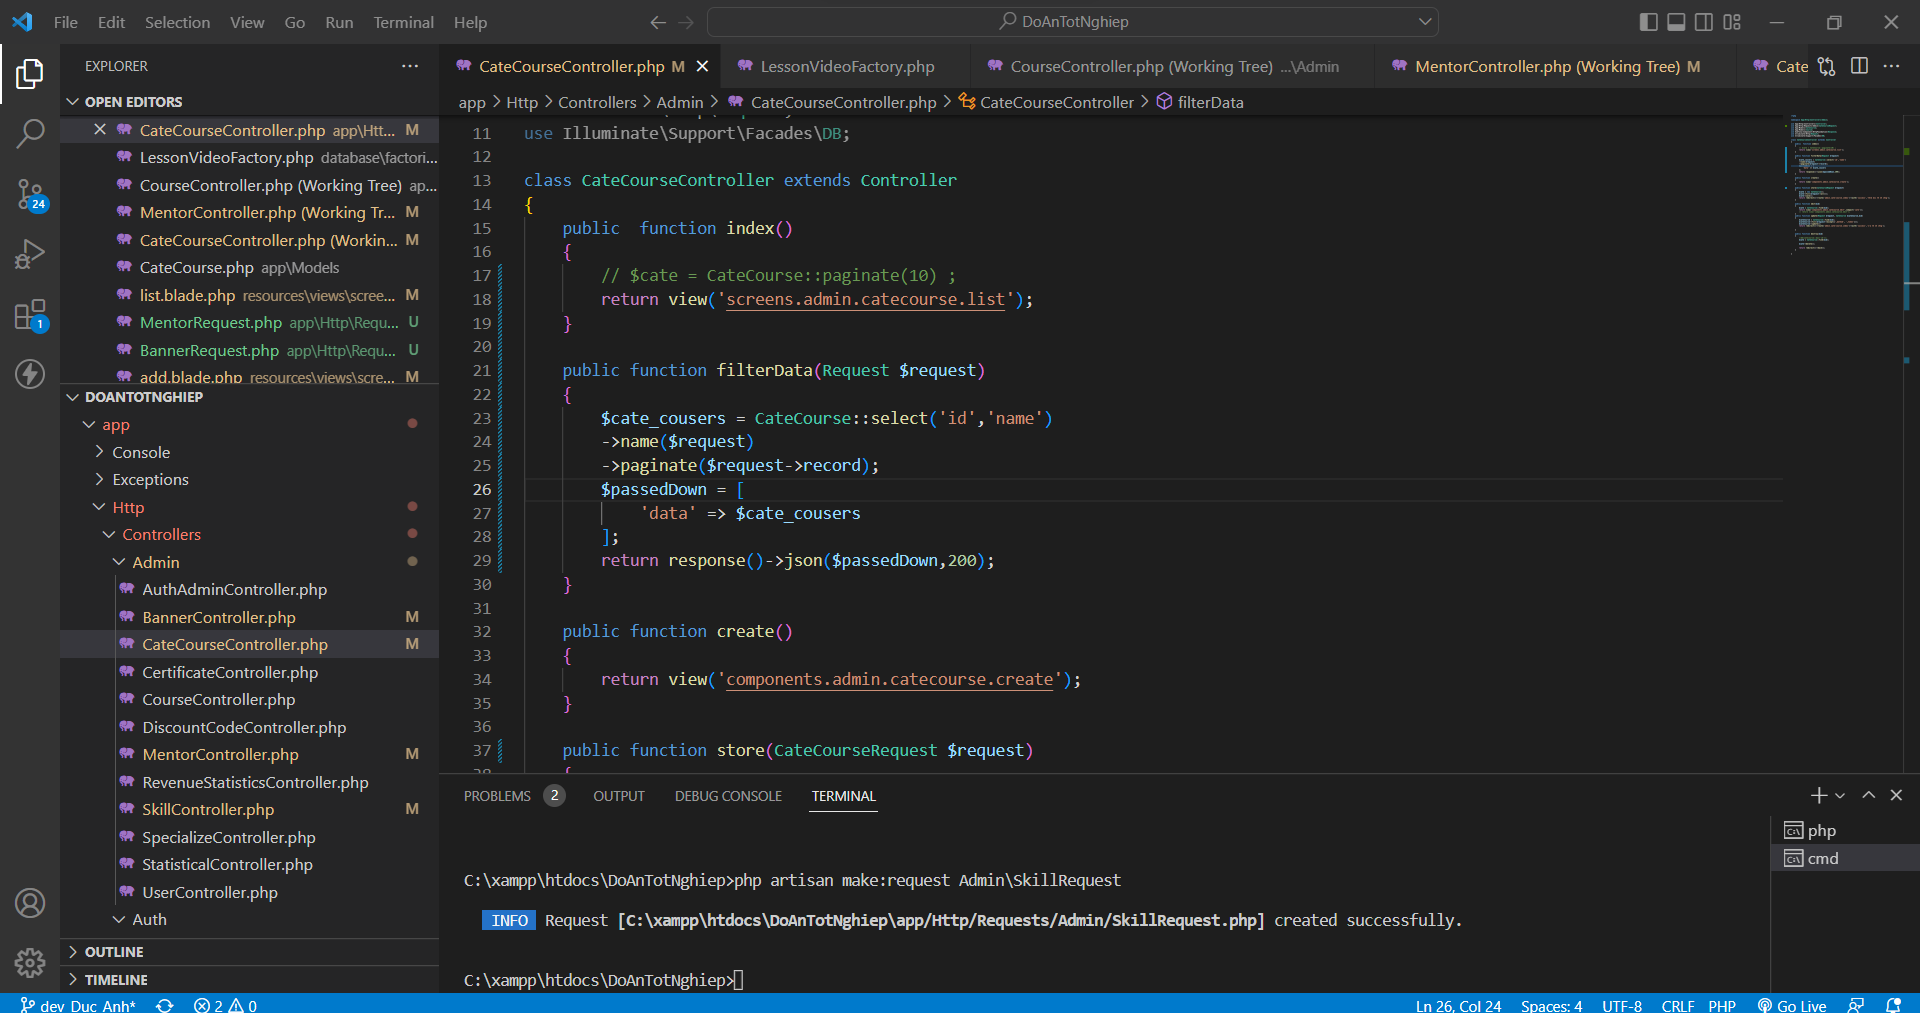 File Edit Selection View Go Run Terminal Help
DoAnTotNghiep
EXPLORER
OPEN EDITORS
CateCourseController.php app\Htt... M
LessonVideoFactory.php database\factori...
CourseController.php (Working Tree) ap...
MentorController.php (Working Tr... M
CateCourseController.php (Workin... M
CateCourse.php app\Models
list.blade.php resources\views\scree... M
MentorRequest.php app\Http\Requ... U
BannerRequest.php app\Http\Requ... U
add.blade.php resources\views\scre... M
DOANTOTNGHIEP
app
Console
Exceptions
Http
Controllers
Admin
AuthAdminController.php
BannerController.php M
CateCourseController.php M
CertificateController.php
CourseController.php
DiscountCodeController.php
MentorController.php M
RevenueStatisticsController.php
SkillController.php M
SpecializeController.php
StatisticalController.php
UserController.php
Auth
OUTLINE
TIMELINE
24
1
CateCourseController.php M
LessonVideoFactory.php
CourseController.php (Working Tree) ...\Admin
MentorController.php (Working Tree) M
Cate
app > Http > Controllers > Admin > CateCourseController.php > CateCourseController > filterData
11 use Illuminate\Support\Facades\DB;
12
13 class CateCourseController extends Controller
14 {
15 public  function index()
16 {
17 // $cate = CateCourse::paginate(10) ;
18 return view('screens.admin.catecourse.list');
19 }
20
21 public function filterData(Request $request)
22 {
23 $cate_cousers = CateCourse::select('id','name')
24 ->name($request)
25 ->paginate($request->record);
26 $passedDown = [
27 'data' => $cate_cousers
28 ];
29 return response()->json($passedDown,200);
30 }
31
32 public function create()
33 {
34 return view('components.admin.catecourse.create');
35 }
36
37 public function store(CateCourseRequest $request)
38 {
PROBLEMS 2 OUTPUT DEBUG CONSOLE TERMINAL
php
cmd
C:\xampp\htdocs\DoAnTotNghiep>php artisan make:request Admin\SkillRequest
INFO Request [C:\xampp\htdocs\DoAnTotNghiep\app/Http/Requests/Admin/SkillRequest.php] created successfully.
C:\xampp\htdocs\DoAnTotNghiep>
dev_Duc_Anh* 2 0
Ln 26, Col 24 Spaces: 4 UTF-8 CRLF PHP Go Live